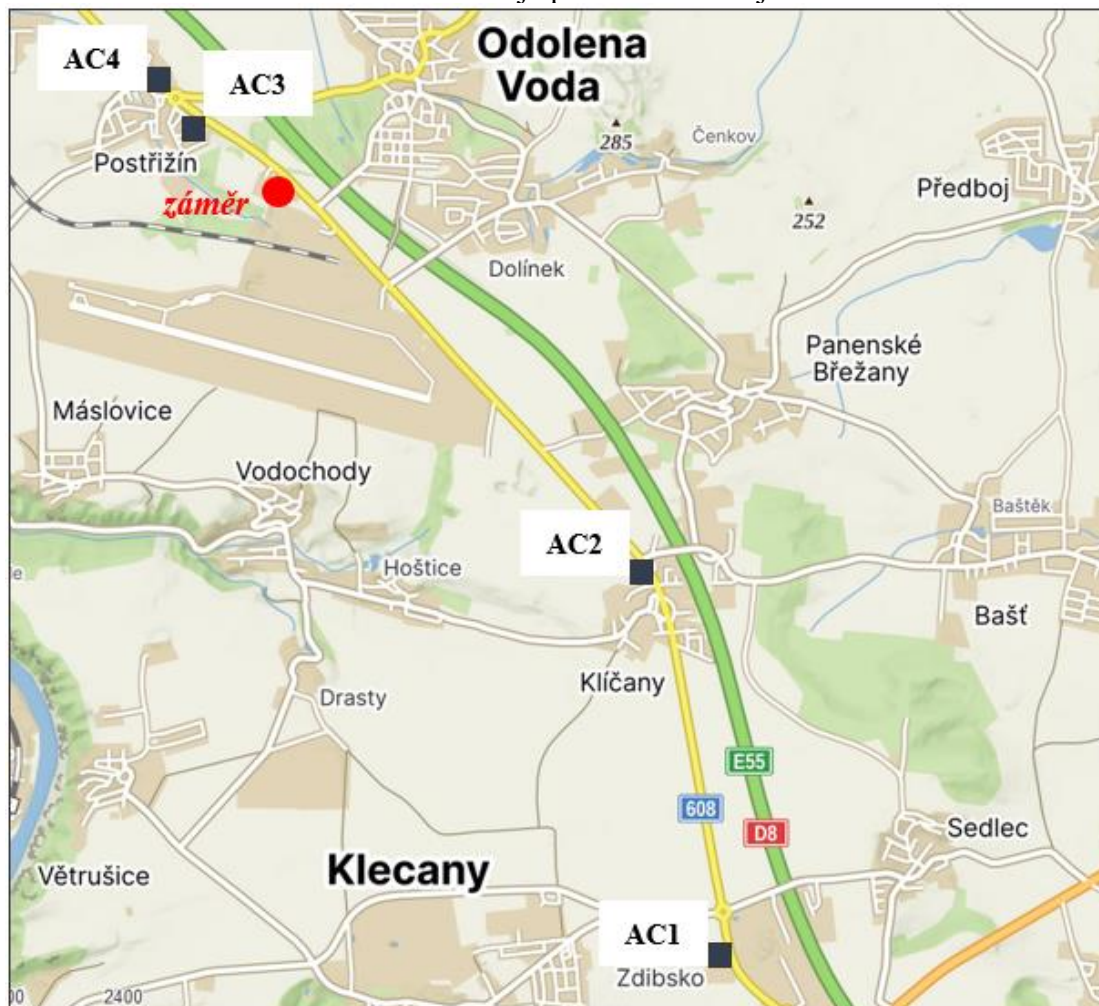 Odolena
Voda
AC4
AC3
285
Čenkov
Postřižín
Předboj
záměr
252
Dolínek
Panenské
Břežany
Máslovice
Vodochody
Baštěk
AC2
Hoštice
Bašť
Klíčany
Drasty
E55
608
D8
Sedlec
Klecany
Větrušice
AC1
Zdibsko
2400